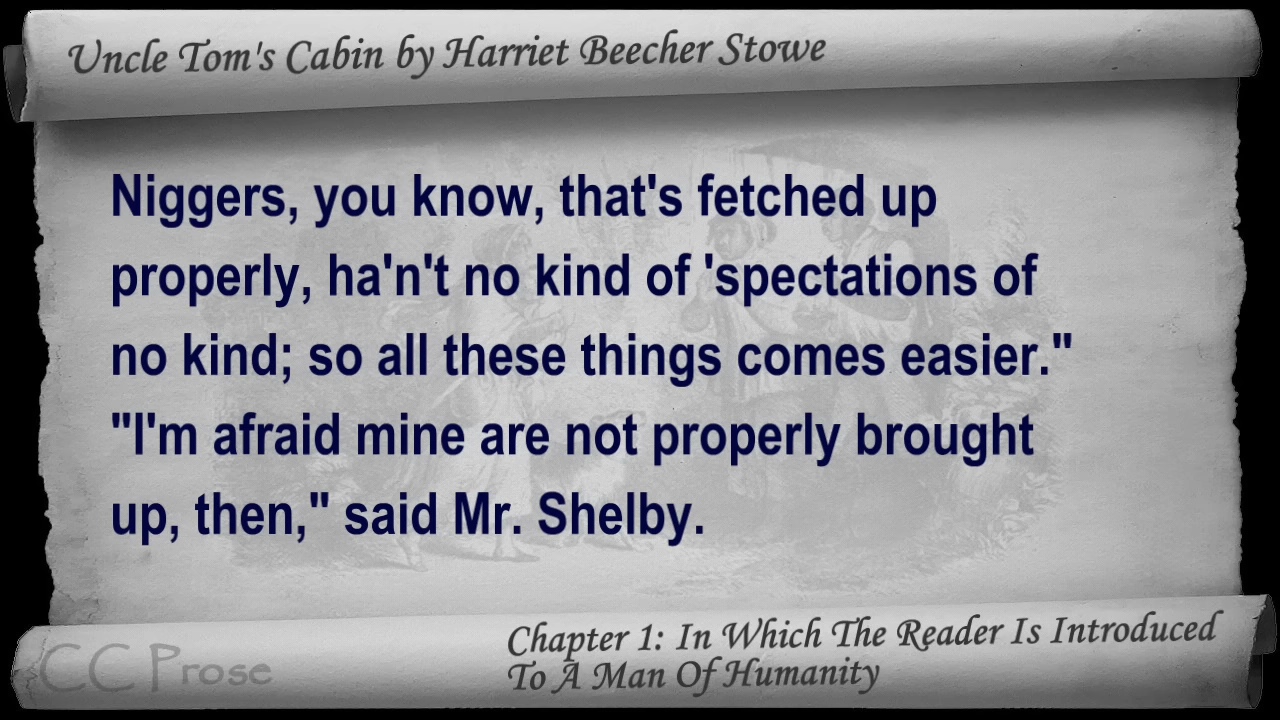 Uncle Tom's Cabin by Harriet Beecher Stowe
Niggers, you know, that's fetched up
properly, ha'n't no kind of 'spectations of
no kind; so all these things comes easier."
"I'm afraid mine are not properly brought
up, then," said Mr. Shelby.
Chapter 1: In Which The Reader Is Introduced
To A Man Of Humanity
CC Prose